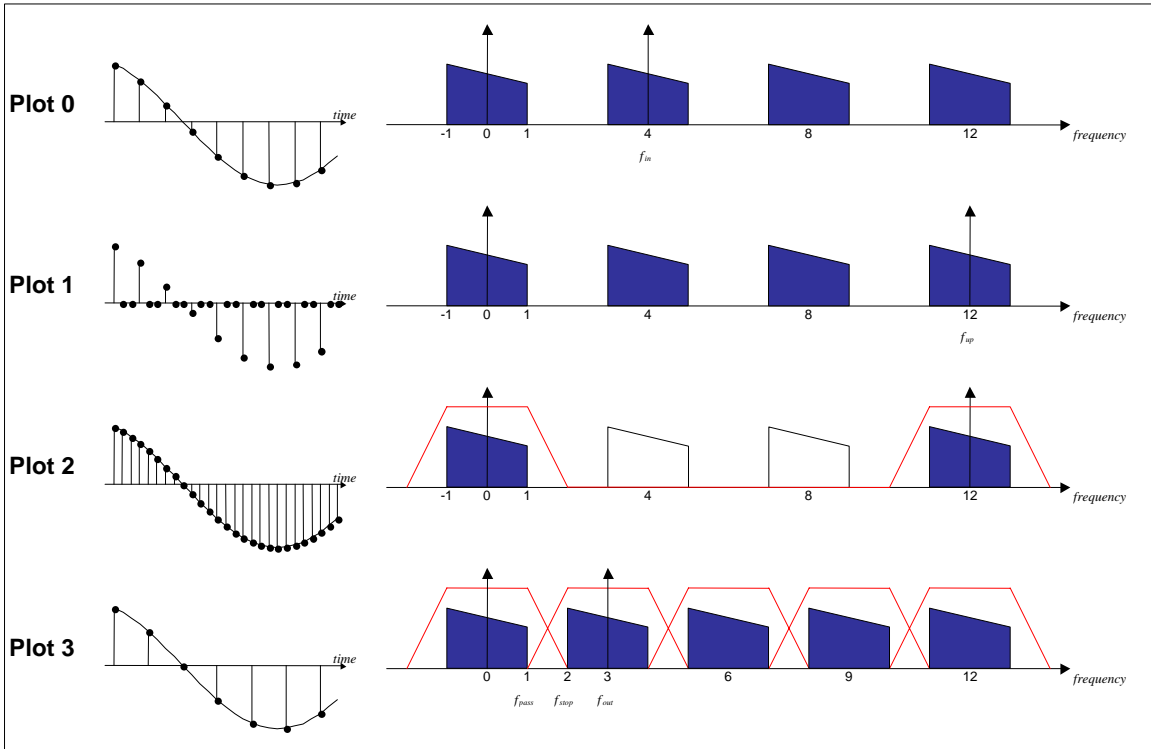 Plot 0
time
-1 0 1 4 8 12
frequency
f_in
Plot 1
time
-1 0 1 4 8 12
frequency
f_up
Plot 2
time
-1 0 1 4 8 12
frequency
Plot 3
time
0 1 2 3 6 9 12
frequency
f_pass f_stop f_out